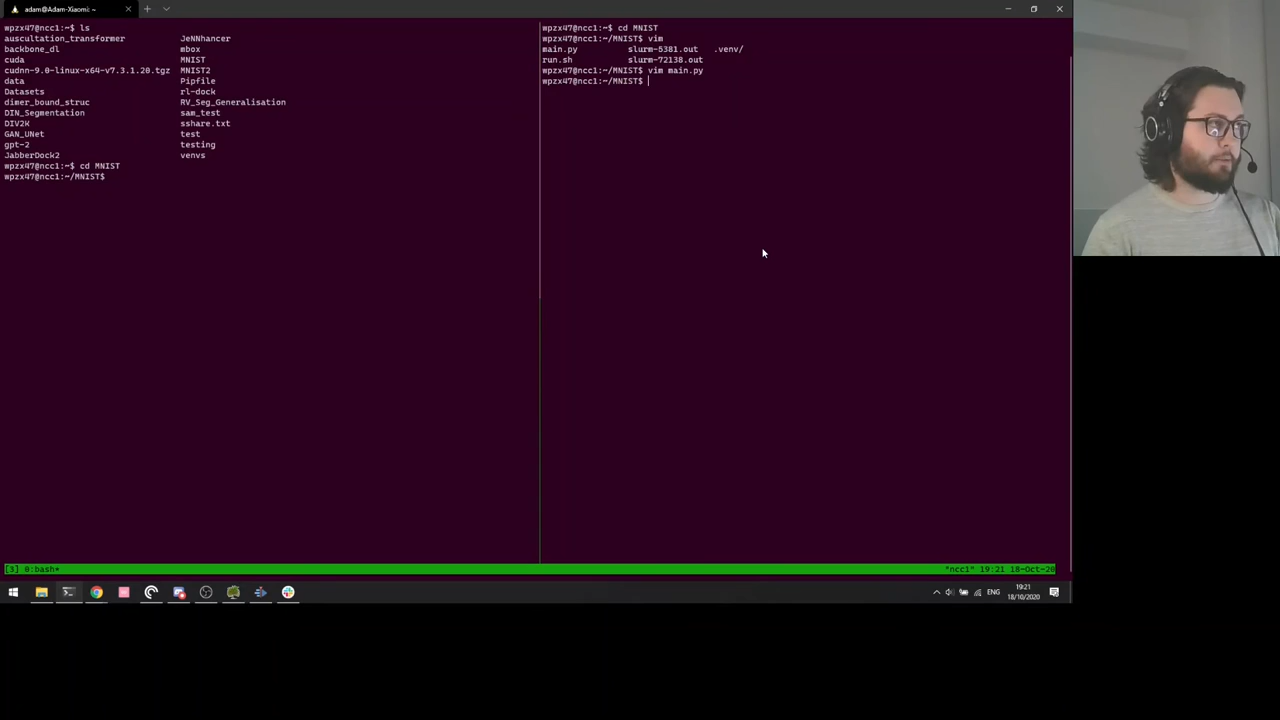 adam@Adam-Xiaomi: ~
wpzx47@ncc1:~$ ls
auscultation_transformer JeNNhancer
backbone_dl mbox
cuda MNIST
cudnn-9.0-linux-x64-v7.3.1.20.tgz MNIST2
data Pipfile
Datasets rl-dock
dimer_bound_struc RV_Seg_Generalisation
DIN_Segmentation sam_test
DIV2K sshare.txt
GAN_UNet test
gpt-2 testing
JabberDock2 venvs
wpzx47@ncc1:~$ cd MNIST
wpzx47@ncc1:~/MNIST$
wpzx47@ncc1:~$ cd MNIST
wpzx47@ncc1:~/MNIST$ vim
main.py slurm-5381.out .venv/
run.sh slurm-72138.out
wpzx47@ncc1:~/MNIST$ vim main.py
wpzx47@ncc1:~/MNIST$
[3] 0:bash* "ncc1" 19:21 18-Oct-20
ENG
19:21
18/10/2020